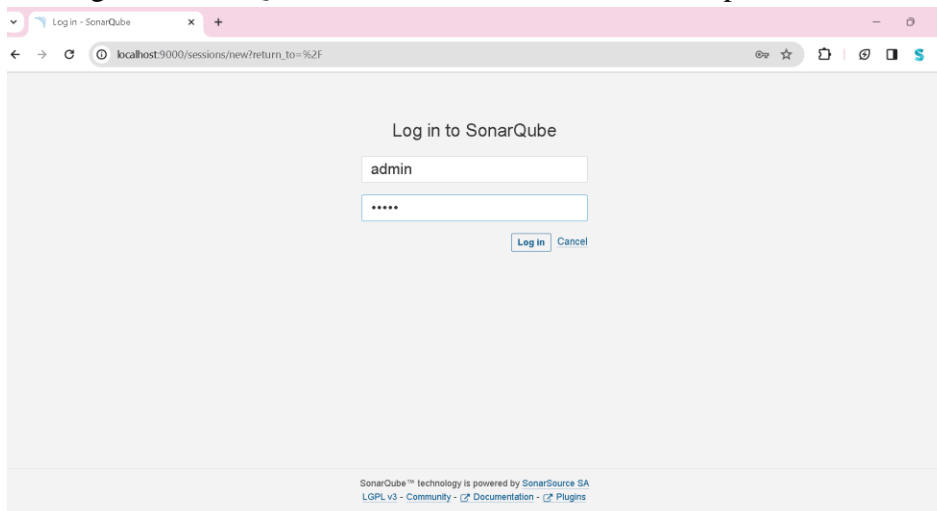 Log in - SonarQube
localhost:9000/sessions/new?return_to=%2F
Log in to SonarQube
admin
•••••
Log in Cancel
SonarQube™ technology is powered by SonarSource SA
LGPL v3 - Community - Documentation - Plugins